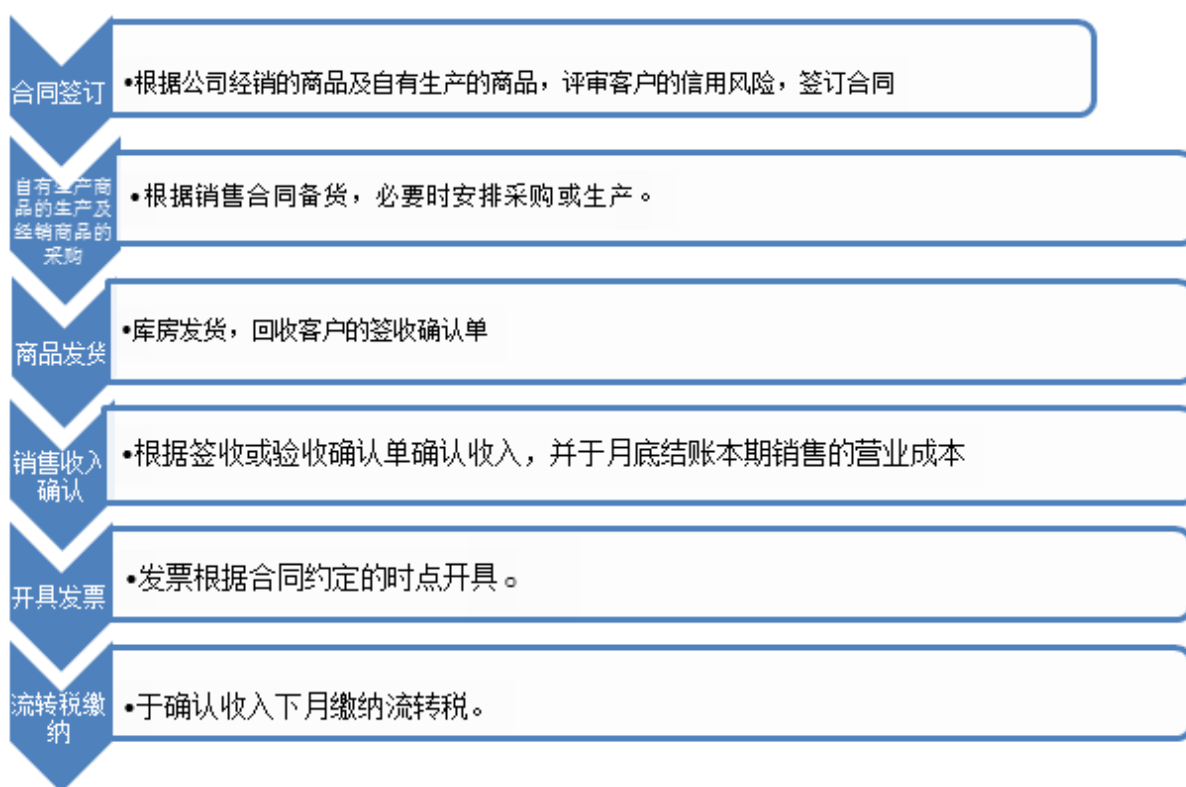 合同签订
•根据公司经销的商品及自有生产的商品，评审客户的信用风险，签订合同
自有生产商
品的生产及
经销商品的
采购
•根据销售合同备货，必要时安排采购或生产。
商品发货
•库房发货，回收客户的签收确认单
销售收入
确认
•根据签收或验收确认单确认收入，并于月底结账本期销售的营业成本
开具发票
•发票根据合同约定的时点开具。
流转税缴
纳
•于确认收入下月缴纳流转税。